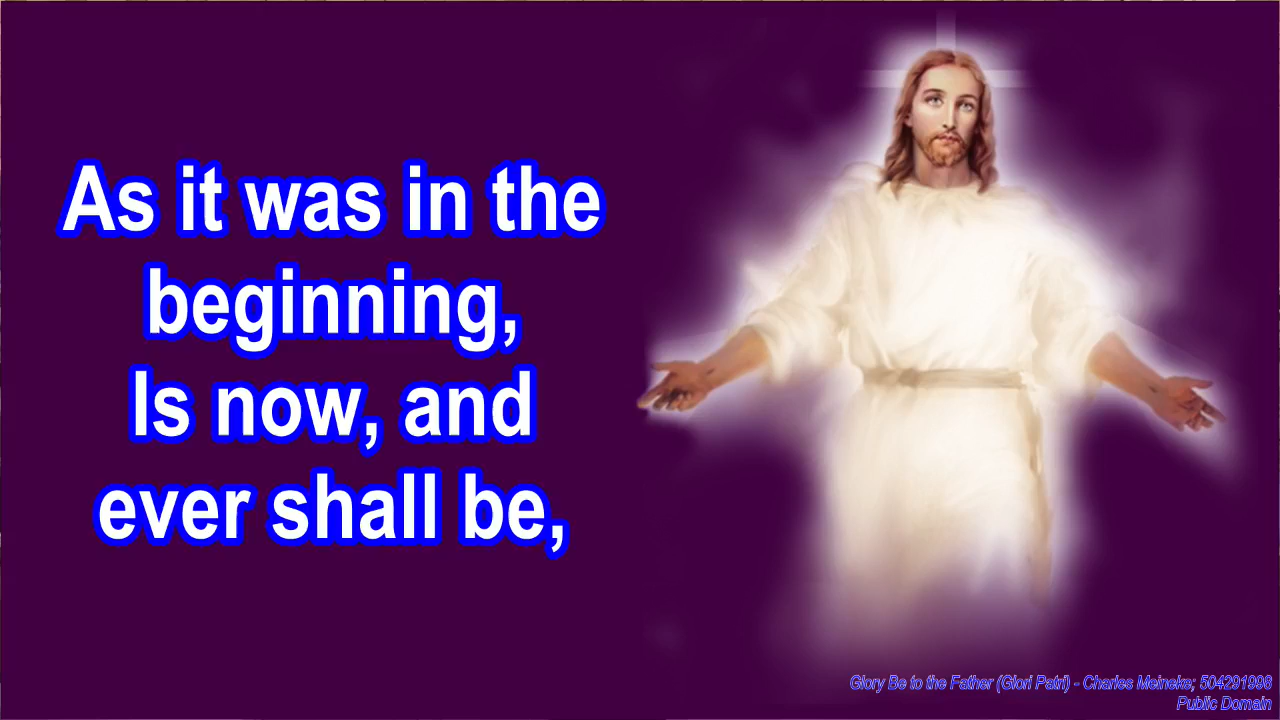 As it was in the
beginning,
Is now, and
ever shall be,
Glory Be to the Father (Glori Patri) - Charles Meineke; 504291998
Public Domain